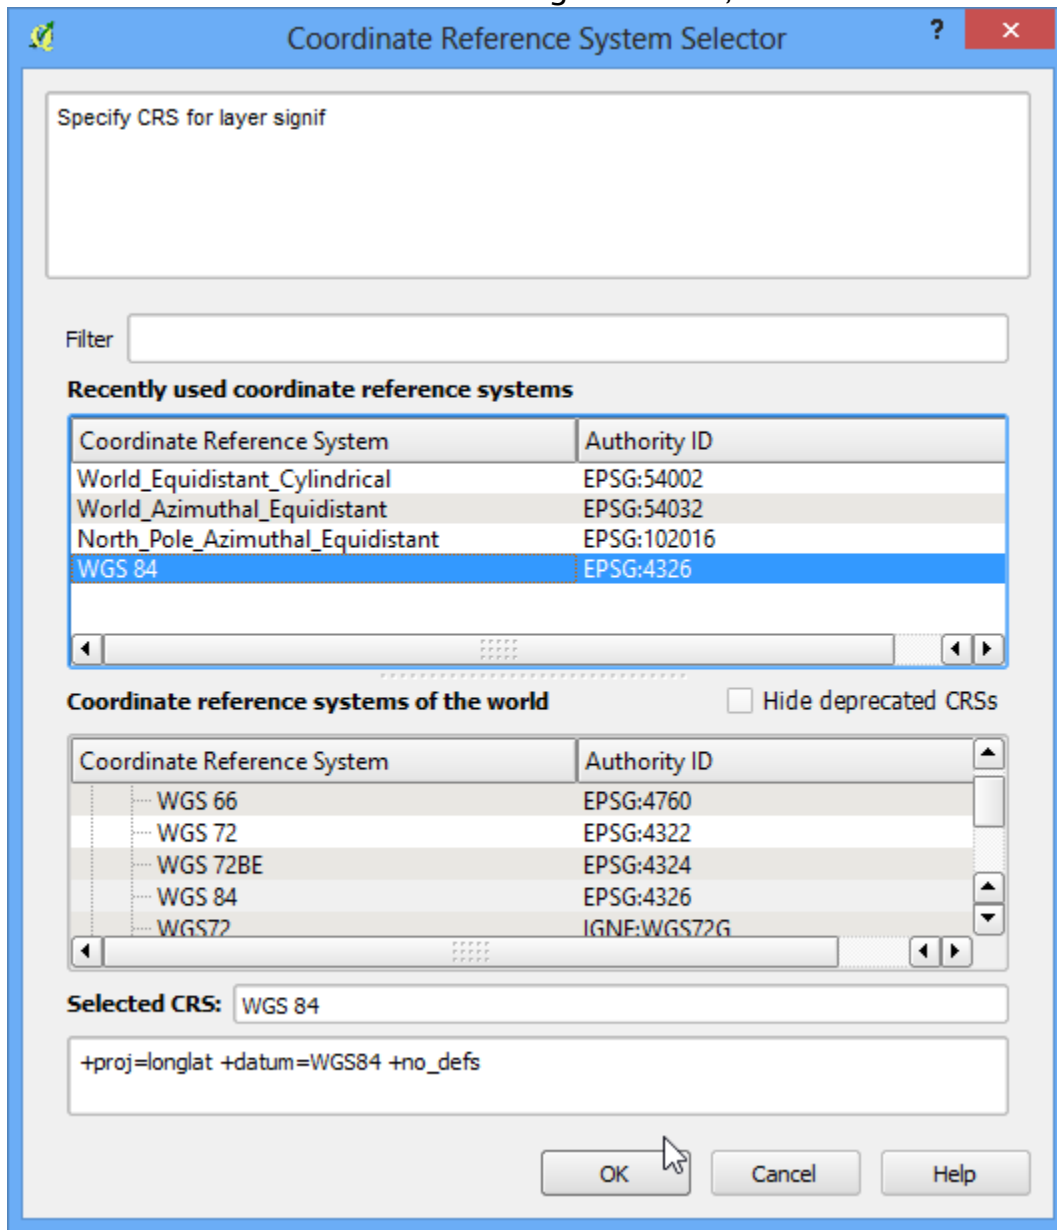 Coordinate Reference System Selector ? ×
Specify CRS for layer signif
Filter
Recently used coordinate reference systems
Coordinate Reference System Authority ID
World_Equidistant_Cylindrical EPSG:54002
World_Azimuthal_Equidistant EPSG:54032
North_Pole_Azimuthal_Equidistant EPSG:102016
WGS 84 EPSG:4326
Coordinate reference systems of the world Hide deprecated CRSs
Coordinate Reference System Authority ID
WGS 66 EPSG:4760
WGS 72 EPSG:4322
WGS 72BE EPSG:4324
WGS 84 EPSG:4326
WGS72 IGNF:WGS72G
Selected CRS: WGS 84
+proj=longlat +datum=WGS84 +no_defs
OK Cancel Help